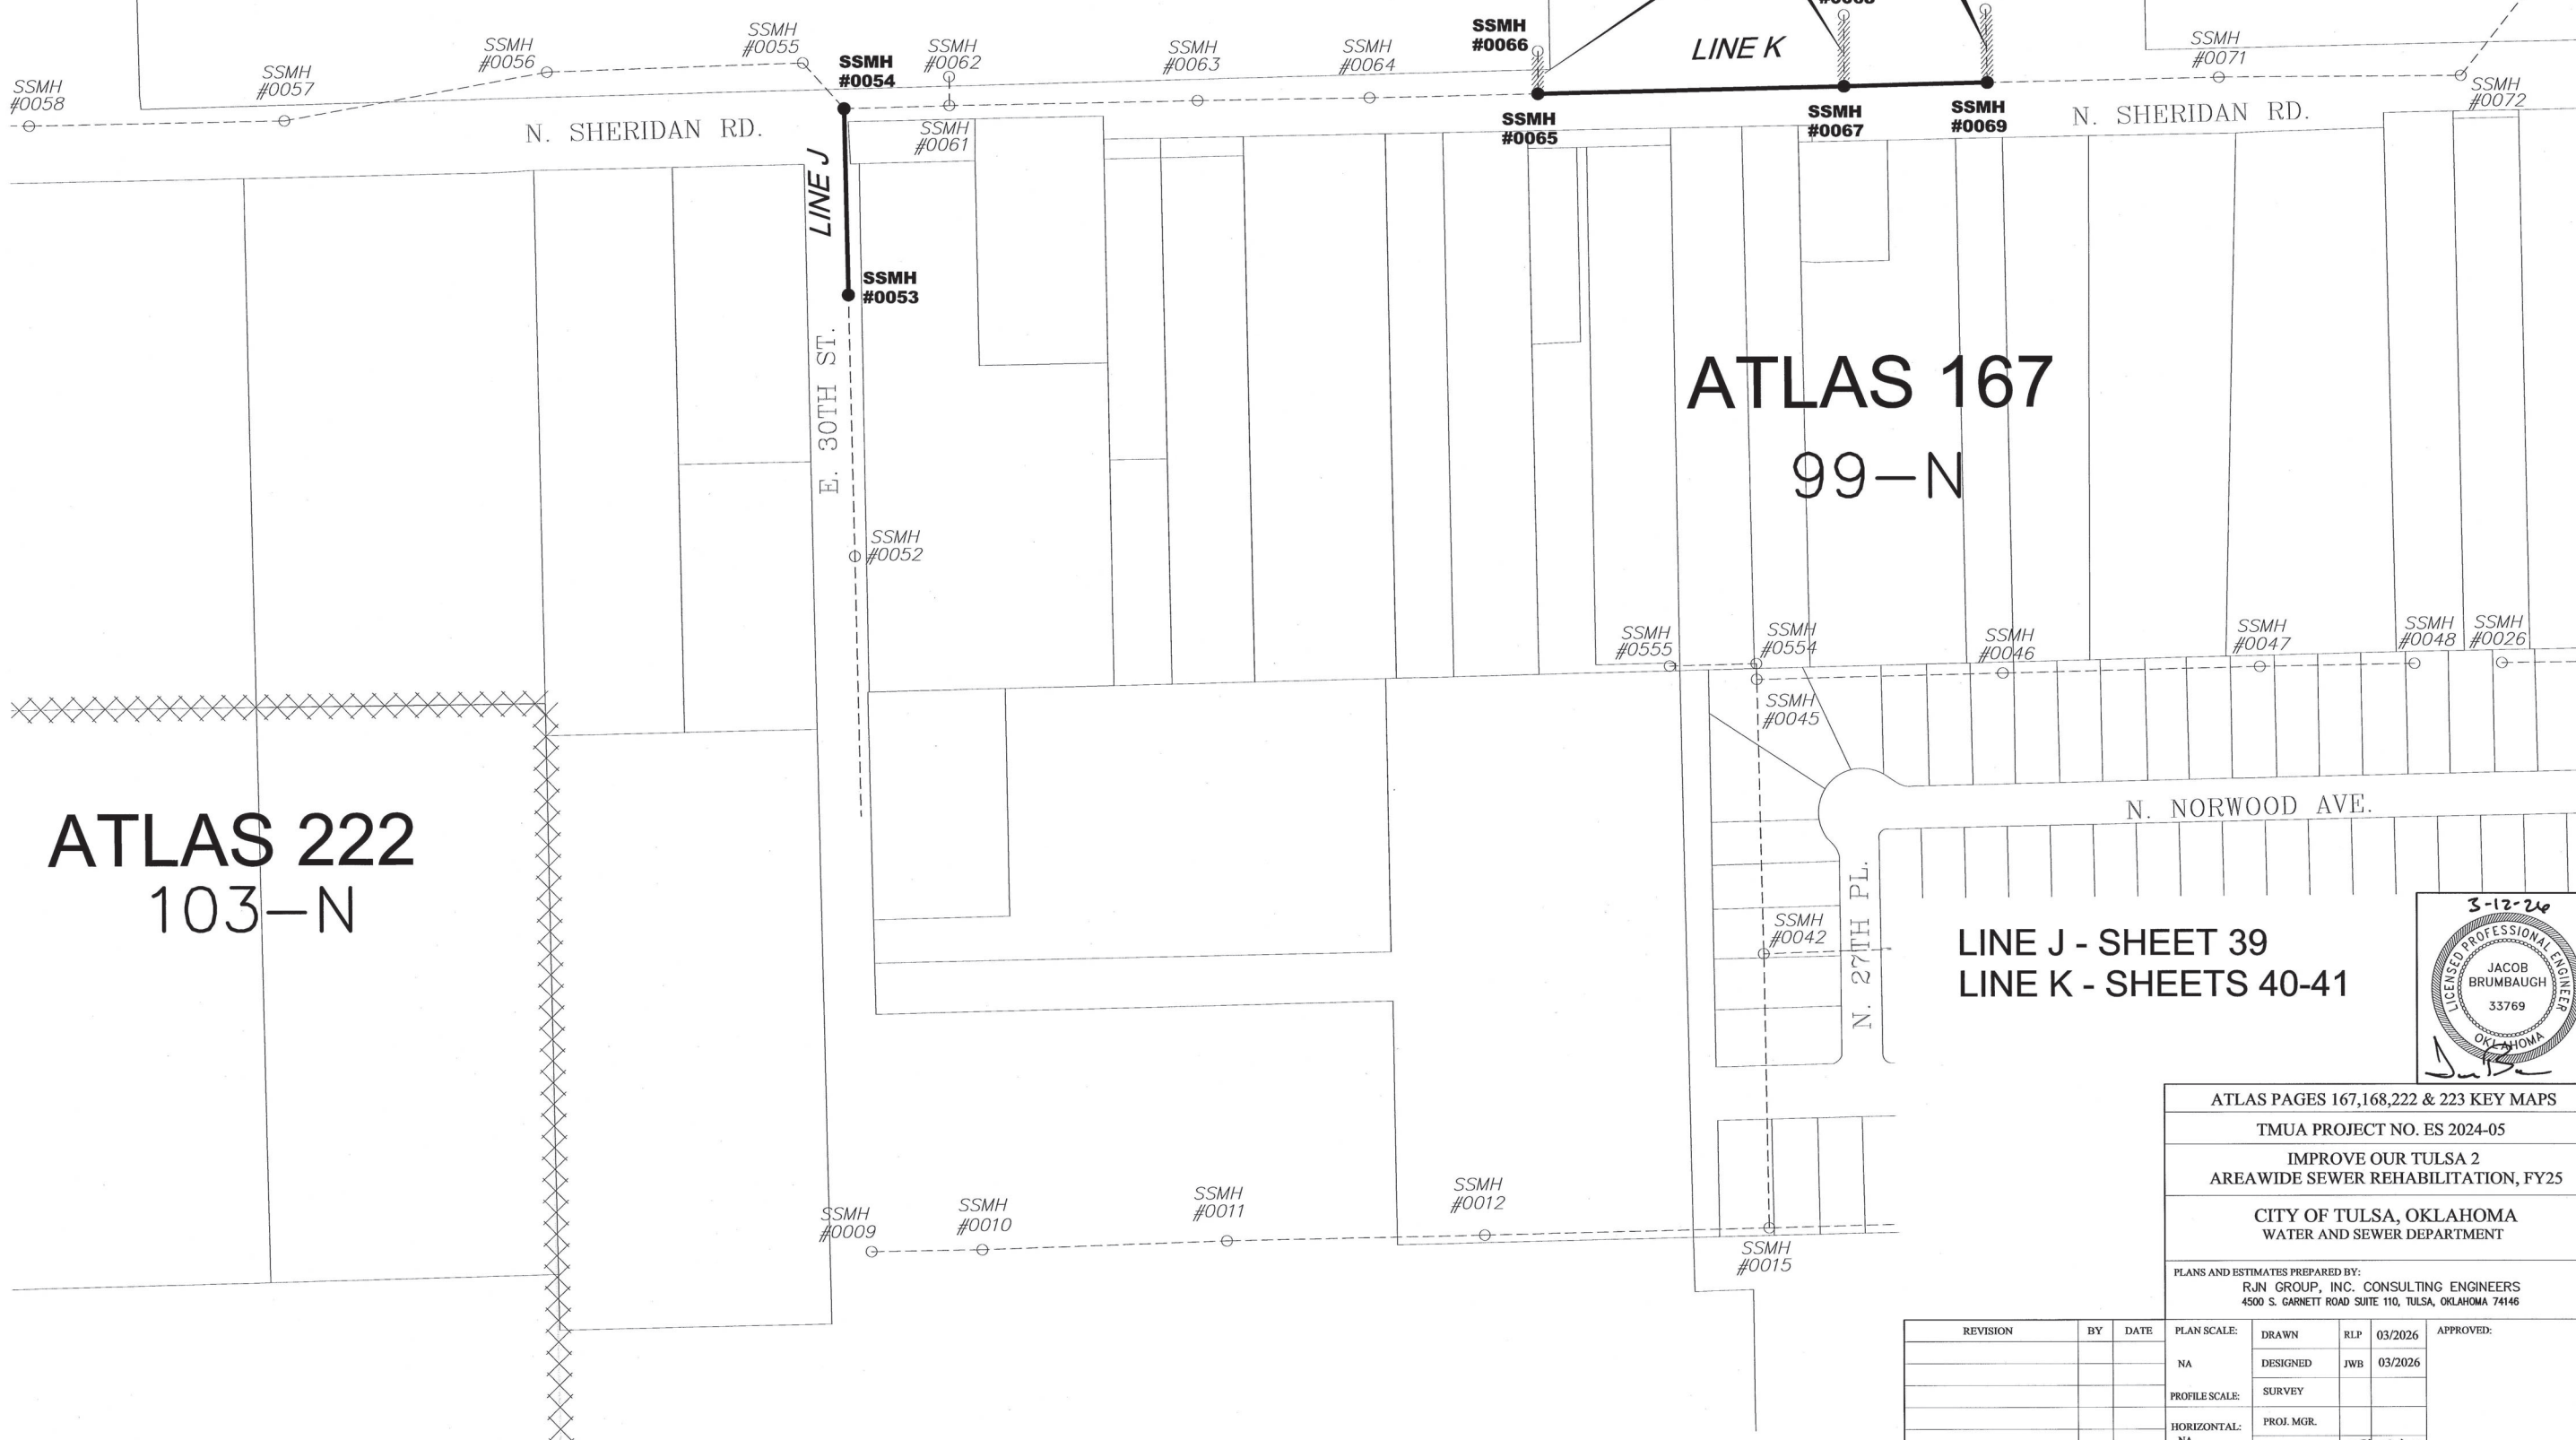 SSMH
#0055
SSMH
#0056
SSMH
#0057
SSMH
#0058
SSMH
#0054
SSMH
#0062
SSMH
#0063
SSMH
#0064
SSMH
#0066
LINE K
SSMH
#0071
SSMH
#0072
N. SHERIDAN RD.
SSMH
#0061
SSMH
#0065
SSMH
#0067
SSMH
#0069
N. SHERIDAN RD.
LINE J
SSMH
#0053
E. 30TH ST.
ATLAS 167
99-N
SSMH
#0052
SSMH
#0555
SSMH
#0554
SSMH
#0046
SSMH
#0047
SSMH
#0048
SSMH
#0026
SSMH
#0045
N. NORWOOD AVE.
ATLAS 222
103-N
SSMH
#0042
N. 27TH PL.
LINE J - SHEET 39
LINE K - SHEETS 40-41
3-12-26
LICENSED PROFESSIONAL ENGINEER
JACOB
BRUMBAUGH
33769
OKLAHOMA
SSMH
#0009
SSMH
#0010
SSMH
#0011
SSMH
#0012
SSMH
#0015
ATLAS PAGES 167,168,222 & 223 KEY MAPS
TMUA PROJECT NO. ES 2024-05
IMPROVE OUR TULSA 2
AREAWIDE SEWER REHABILITATION, FY25
CITY OF TULSA, OKLAHOMA
WATER AND SEWER DEPARTMENT
PLANS AND ESTIMATES PREPARED BY:
RJN GROUP, INC. CONSULTING ENGINEERS
4500 S. GARNETT ROAD SUITE 110, TULSA, OKLAHOMA 74146
REVISION BY DATE
PLAN SCALE:
NA
PROFILE SCALE:
HORIZONTAL:
NA
DRAWN RLP 03/2026
DESIGNED JWB 03/2026
SURVEY
PROJ. MGR.
APPROVED: